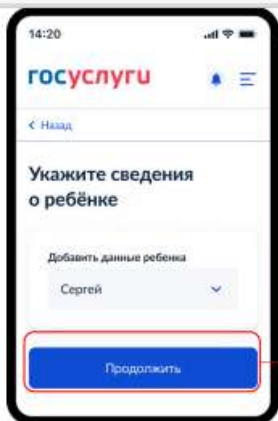 14:20
госуслуги
< Назад
Укажите сведения
о ребёнке
Добавить данные ребенка
Сергей
Продолжить